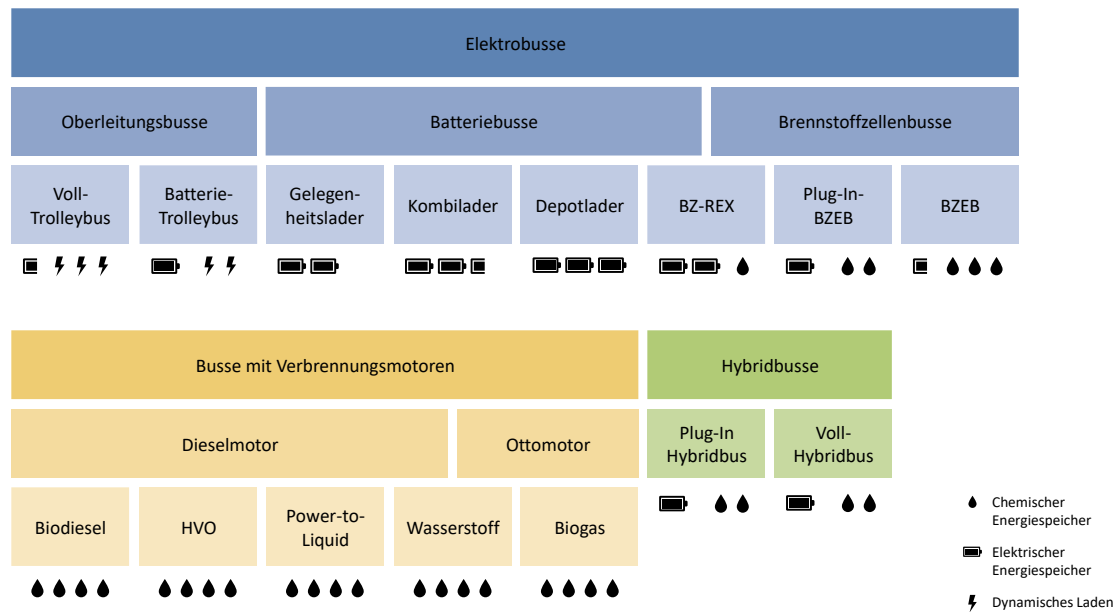 Elektrobusse
Oberleitungsbusse
Batteriebusse
Brennstoffzellenbusse
Voll-
Trolleybus
Batterie-
Trolleybus
Gelegen-
heitslader
Kombilader
Depotlader
BZ-REX
Plug-In-
BZEB
BZEB
Busse mit Verbrennungsmotoren
Hybridbusse
Dieselmotor
Ottomotor
Plug-In
Hybridbus
Voll-
Hybridbus
Biodiesel
HVO
Power-to-
Liquid
Wasserstoff
Biogas
Chemischer
Energiespeicher
Elektrischer
Energiespeicher
Dynamisches Laden